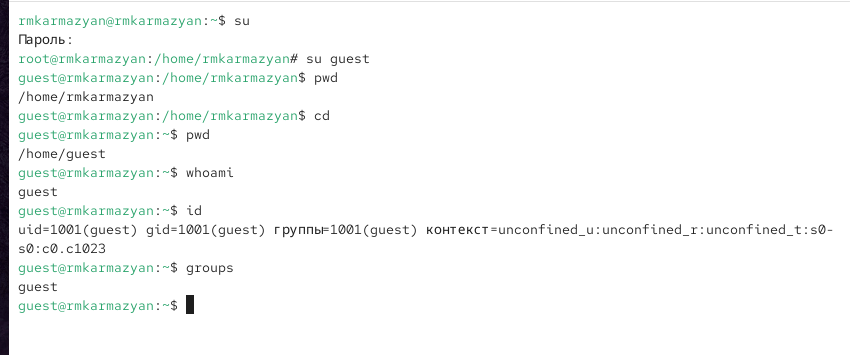 rmkarmazyan@rmkarmazyan:~$ su
Пароль:
root@rmkarmazyan:/home/rmkarmazyan# su guest
guest@rmkarmazyan:/home/rmkarmazyan$ pwd
/home/rmkarmazyan
guest@rmkarmazyan:/home/rmkarmazyan$ cd
guest@rmkarmazyan:~$ pwd
/home/guest
guest@rmkarmazyan:~$ whoami
guest
guest@rmkarmazyan:~$ id
uid=1001(guest) gid=1001(guest) группы=1001(guest) контекст=unconfined_u:unconfined_r:unconfined_t:s0-
s0:c0.c1023
guest@rmkarmazyan:~$ groups
guest
guest@rmkarmazyan:~$